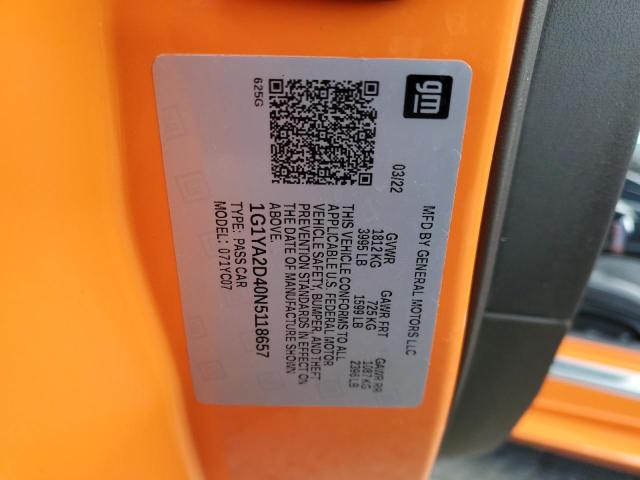 gm
MFD BY GENERAL MOTORS LLC
03/22
GVWR GAWR FRT GAWR RR
1812 KG 725 KG 1087 KG
3995 LB 1599 LB 2396 LB
THIS VEHICLE CONFORMS TO ALL
APPLICABLE U.S. FEDERAL MOTOR
VEHICLE SAFETY, BUMPER, AND THEFT
PREVENTION STANDARDS IN EFFECT ON
THE DATE OF MANUFACTURE SHOWN
ABOVE.
1G1YA2D40N5118657
TYPE: PASS CAR
MODEL: 071YC07
625G